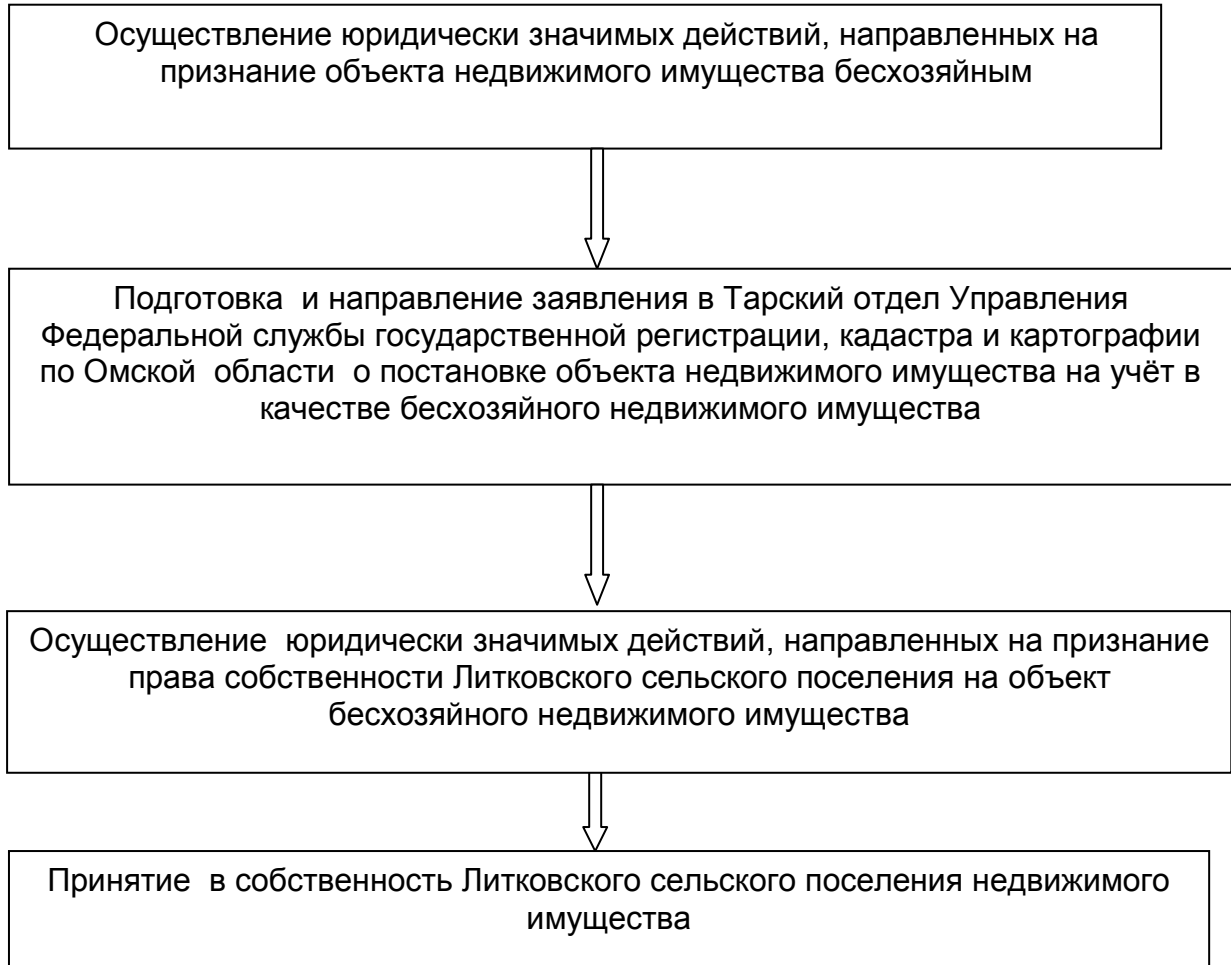 Осуществление юридически значимых действий, направленных на
признание объекта недвижимого имущества бесхозяйным
Подготовка и направление заявления в Тарский отдел Управления
Федеральной службы государственной регистрации, кадастра и картографии
по Омской области о постановке объекта недвижимого имущества на учёт в
качестве бесхозяйного недвижимого имущества
Осуществление юридически значимых действий, направленных на признание
права собственности Литковского сельского поселения на объект
бесхозяйного недвижимого имущества
Принятие в собственность Литковского сельского поселения недвижимого
имущества